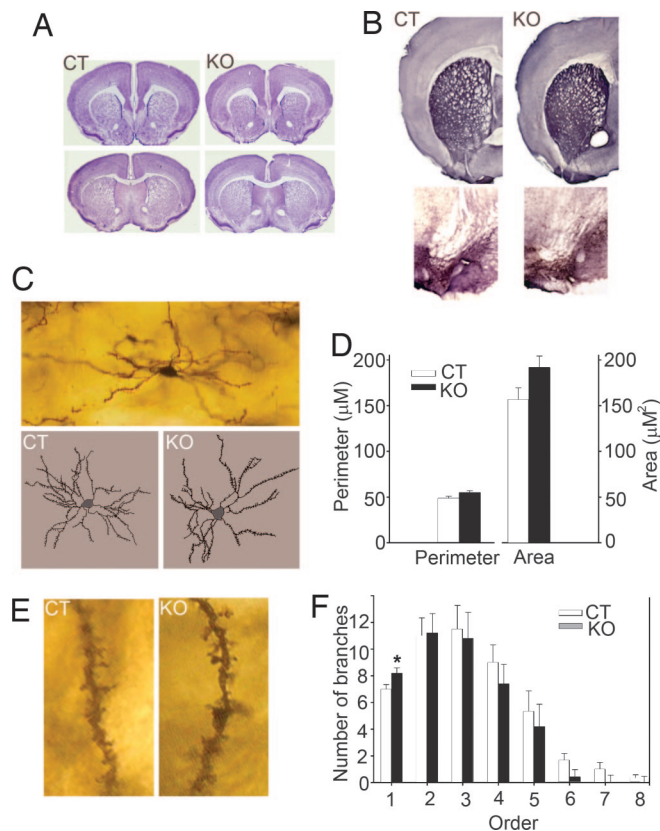 A
CT
KO
B
CT
KO
C
CT
KO
D
200
150
100
50
0
Perimeter (μM)
CT
KO
200
150
100
50
0
Area (μM²)
Perimeter
Area
E
CT
KO
F
12
10
8
6
4
2
0
Number of branches
*
CT
KO
1 2 3 4 5 6 7 8
Order